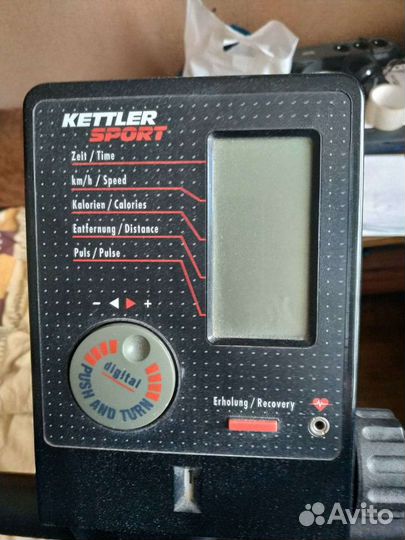 KETTLER
SPORT
Zeit / Time
km/h / Speed
Kalorien / Calories
Entfernung / Distance
Puls / Pulse
− ◀ ▶ +
digital
PUSH AND TURN
Erholung / Recovery
Avito